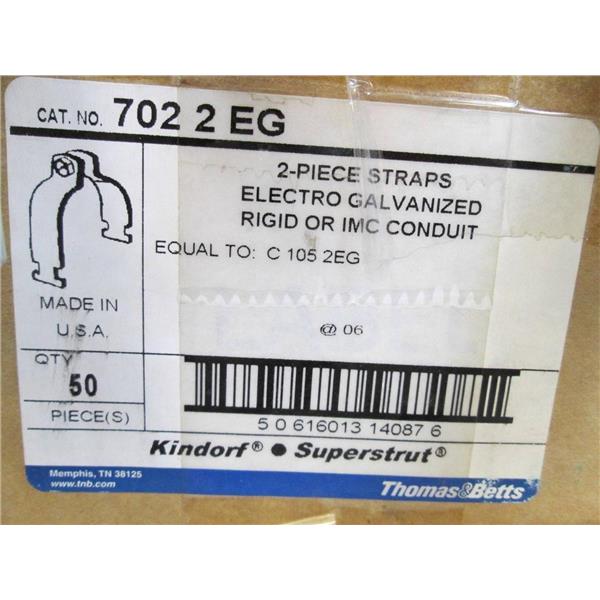 CAT. NO. 702 2 EG
2-PIECE STRAPS
ELECTRO GALVANIZED
RIGID OR IMC CONDUIT
EQUAL TO: C 105 2EG
MADE IN
U.S.A.
@ 06
QTY
50
PIECE(S)
5 0 616013 14087 6
Kindorf® ● Superstrut®
Memphis, TN 38125
www.tnb.com
Thomas&Betts